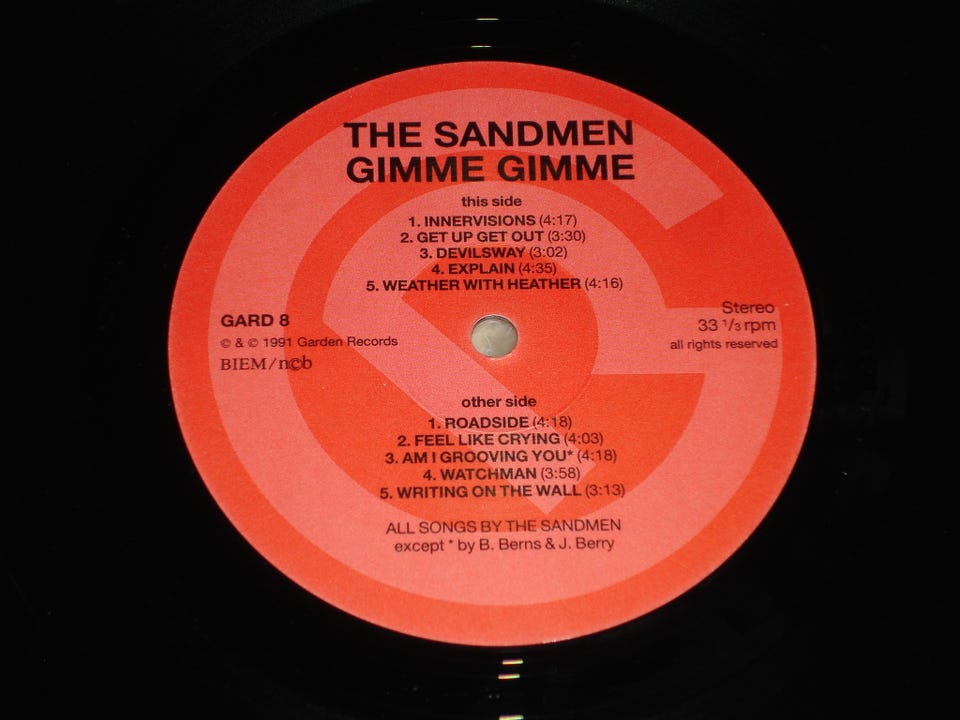 THE SANDMEN
GIMME GIMME
this side
1. INNERVISIONS (4:17)
2. GET UP GET OUT (3:30)
3. DEVILSWAY (3:02)
4. EXPLAIN (4:35)
5. WEATHER WITH HEATHER (4:16)
GARD 8
© & © 1991 Garden Records
BIEM/n©b
Stereo
33 1/3 rpm
all rights reserved
other side
1. ROADSIDE (4:18)
2. FEEL LIKE CRYING (4:03)
3. AM I GROOVING YOU* (4:18)
4. WATCHMAN (3:58)
5. WRITING ON THE WALL (3:13)
ALL SONGS BY THE SANDMEN
except * by B. Berns & J. Berry